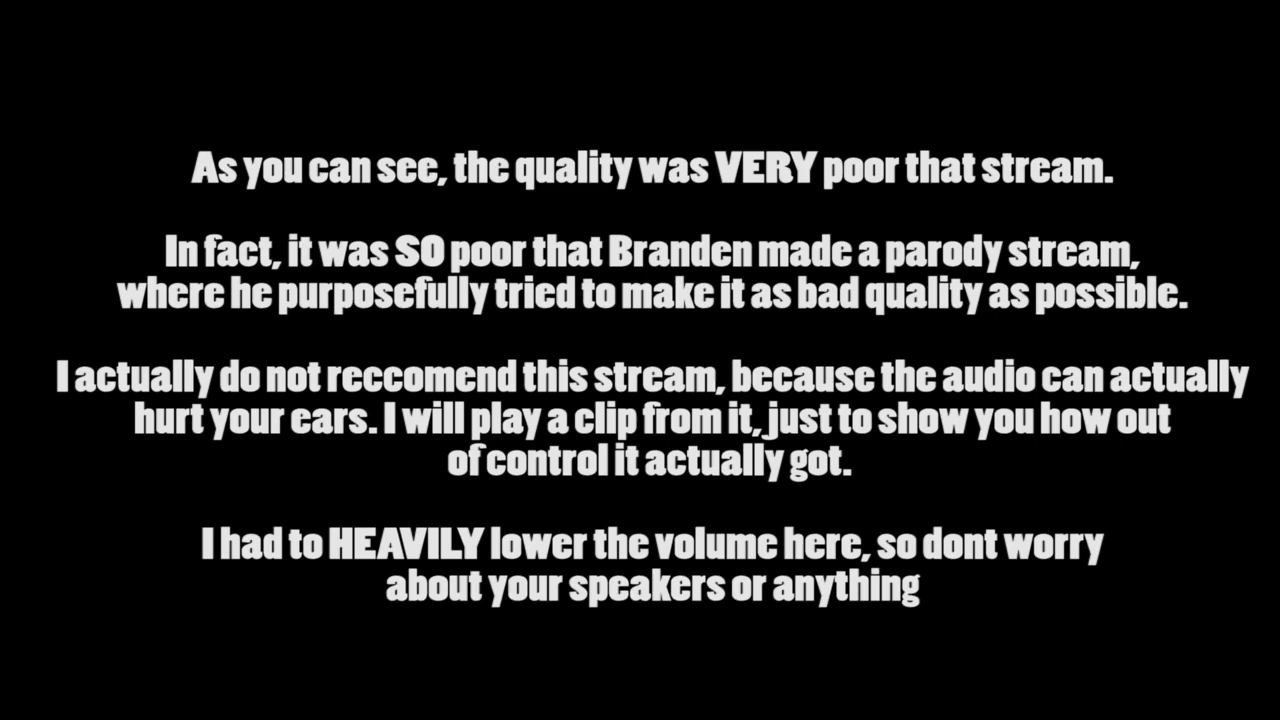 As you can see, the quality was VERY poor that stream.
In fact, it was SO poor that Branden made a parody stream,
where he purposefully tried to make it as bad quality as possible.
I actually do not reccomend this stream, because the audio can actually
hurt your ears. I will play a clip from it, just to show you how out
of control it actually got.
I had to HEAVILY lower the volume here, so dont worry
about your speakers or anything